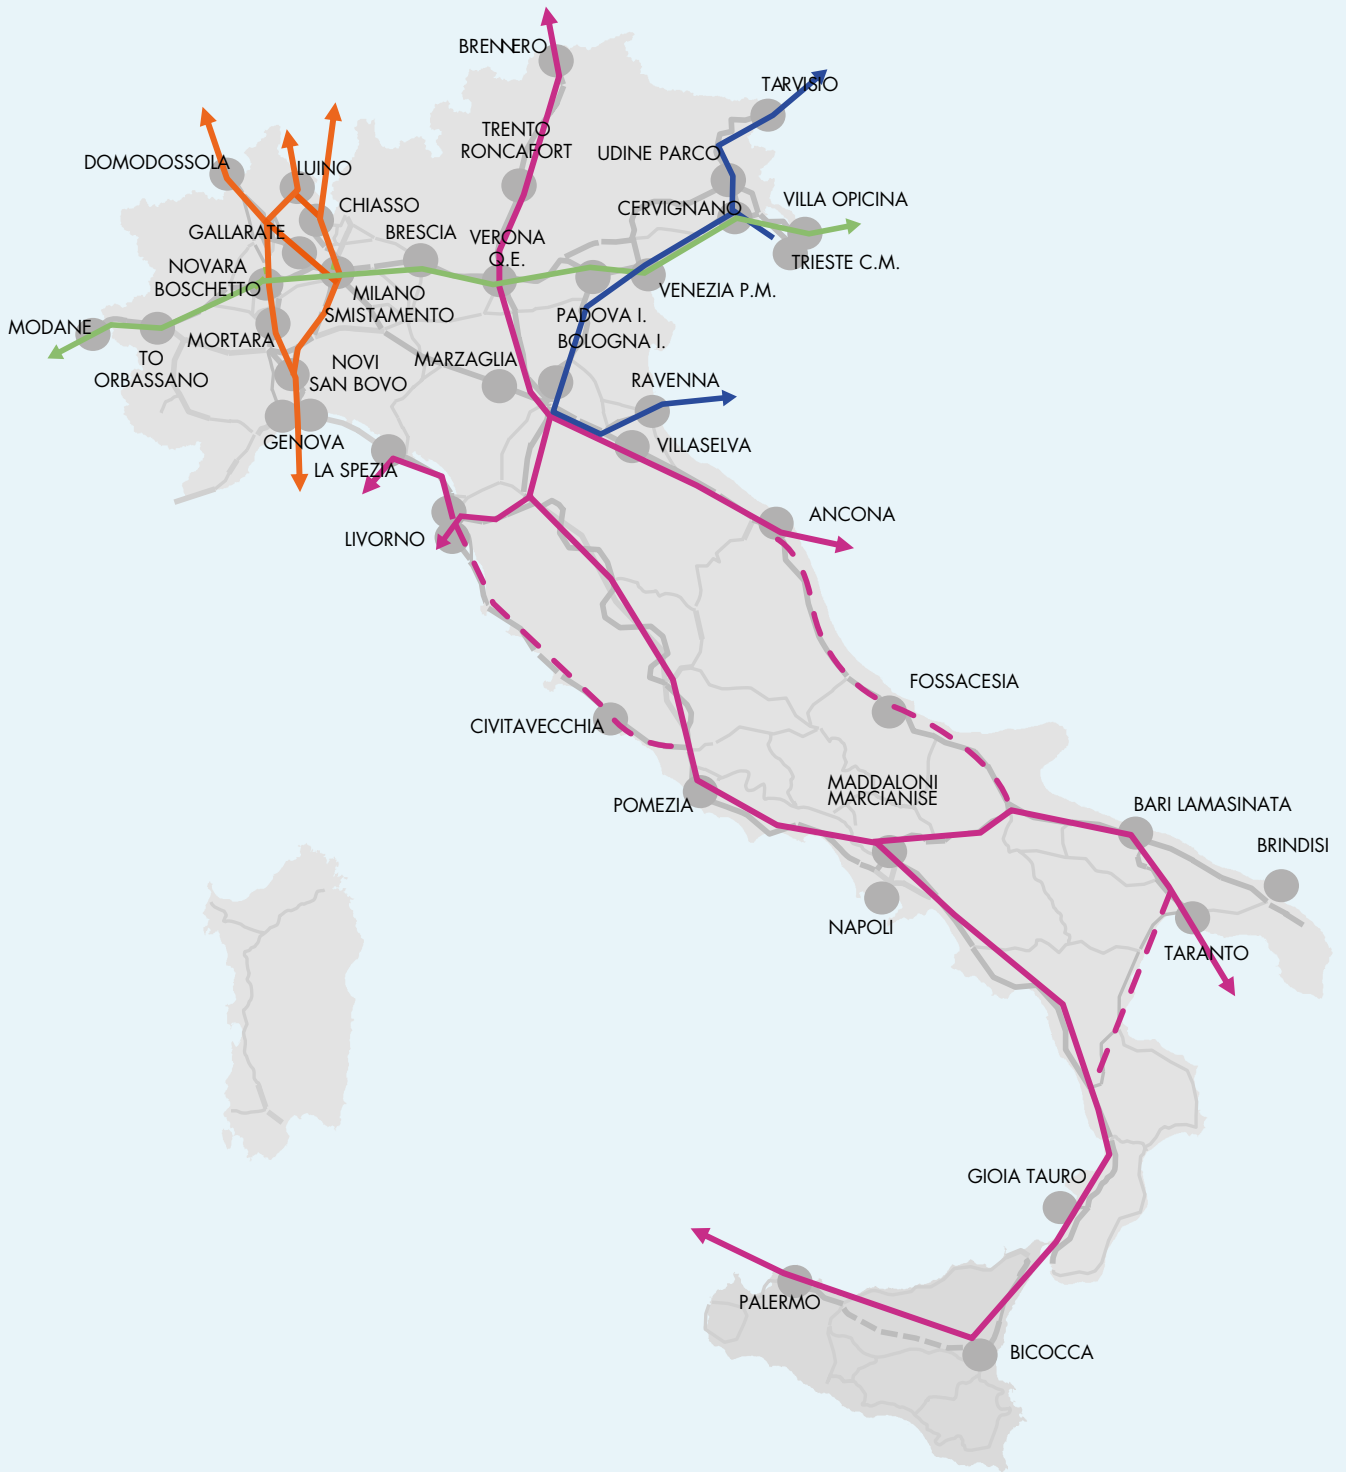 BRENNERO
TARVISIO
TRENTO
RONCAFORT
UDINE PARCO
DOMODOSSOLA
LUINO
CHIASSO
GALLARATE
BRESCIA
VERONA
Q.E.
CERVIGNANO
VILLA OPICINA
TRIESTE C.M.
NOVARA
BOSCHETTO
MILANO
SMISTAMENTO
VENEZIA P.M.
PADOVA I.
BOLOGNA I.
MODANE
TO
ORBASSANO
MORTARA
NOVI
SAN BOVO
MARZAGLIA
RAVENNA
GENOVA
LA SPEZIA
VILLASELVA
LIVORNO
ANCONA
FOSSACESIA
CIVITAVECCHIA
POMEZIA
MADDALONI
MARCIANISE
BARI LAMASINATA
BRINDISI
NAPOLI
TARANTO
GIOIA TAURO
PALERMO
BICOCCA